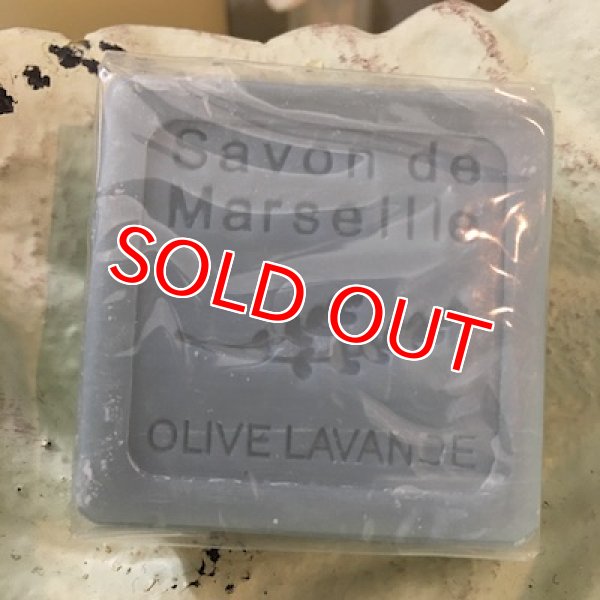 Savon de
Marseille
SOLD OUT
OLIVE LAVANDE